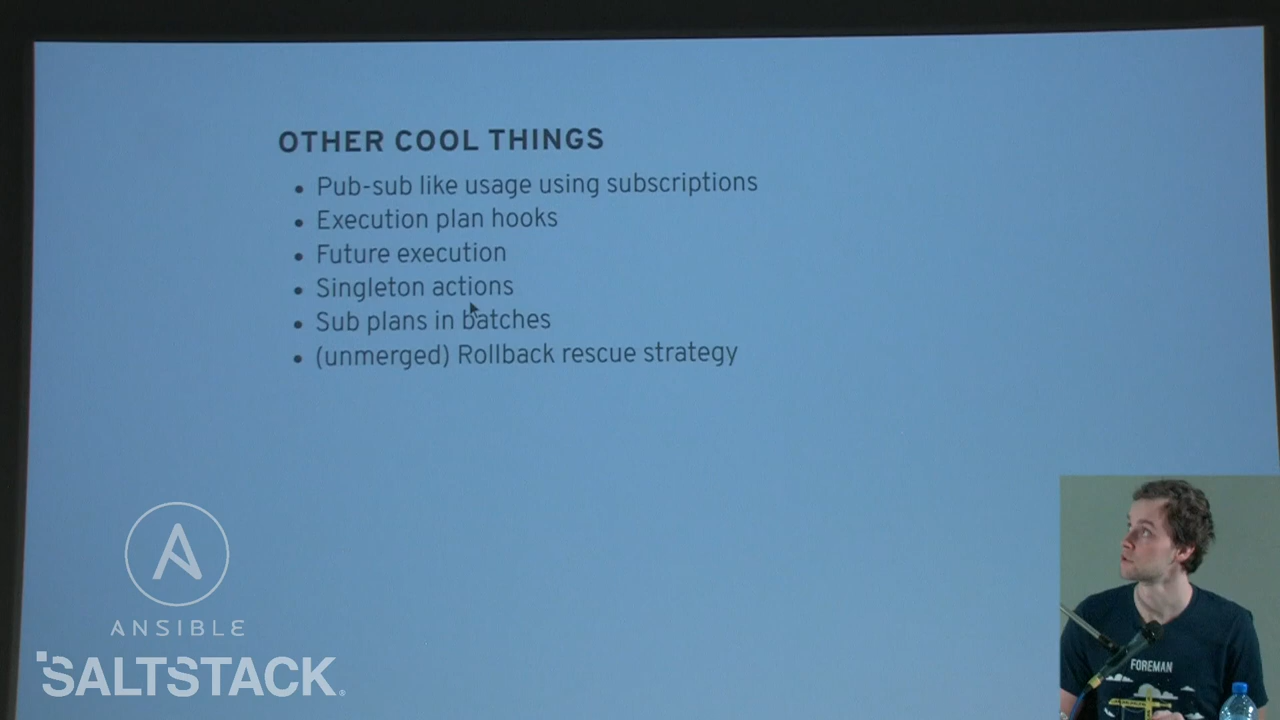 OTHER COOL THINGS
Pub-sub like usage using subscriptions
Execution plan hooks
Future execution
Singleton actions
Sub plans in batches
(unmerged) Rollback rescue strategy
ANSIBLE
SALTSTACK
FOREMAN